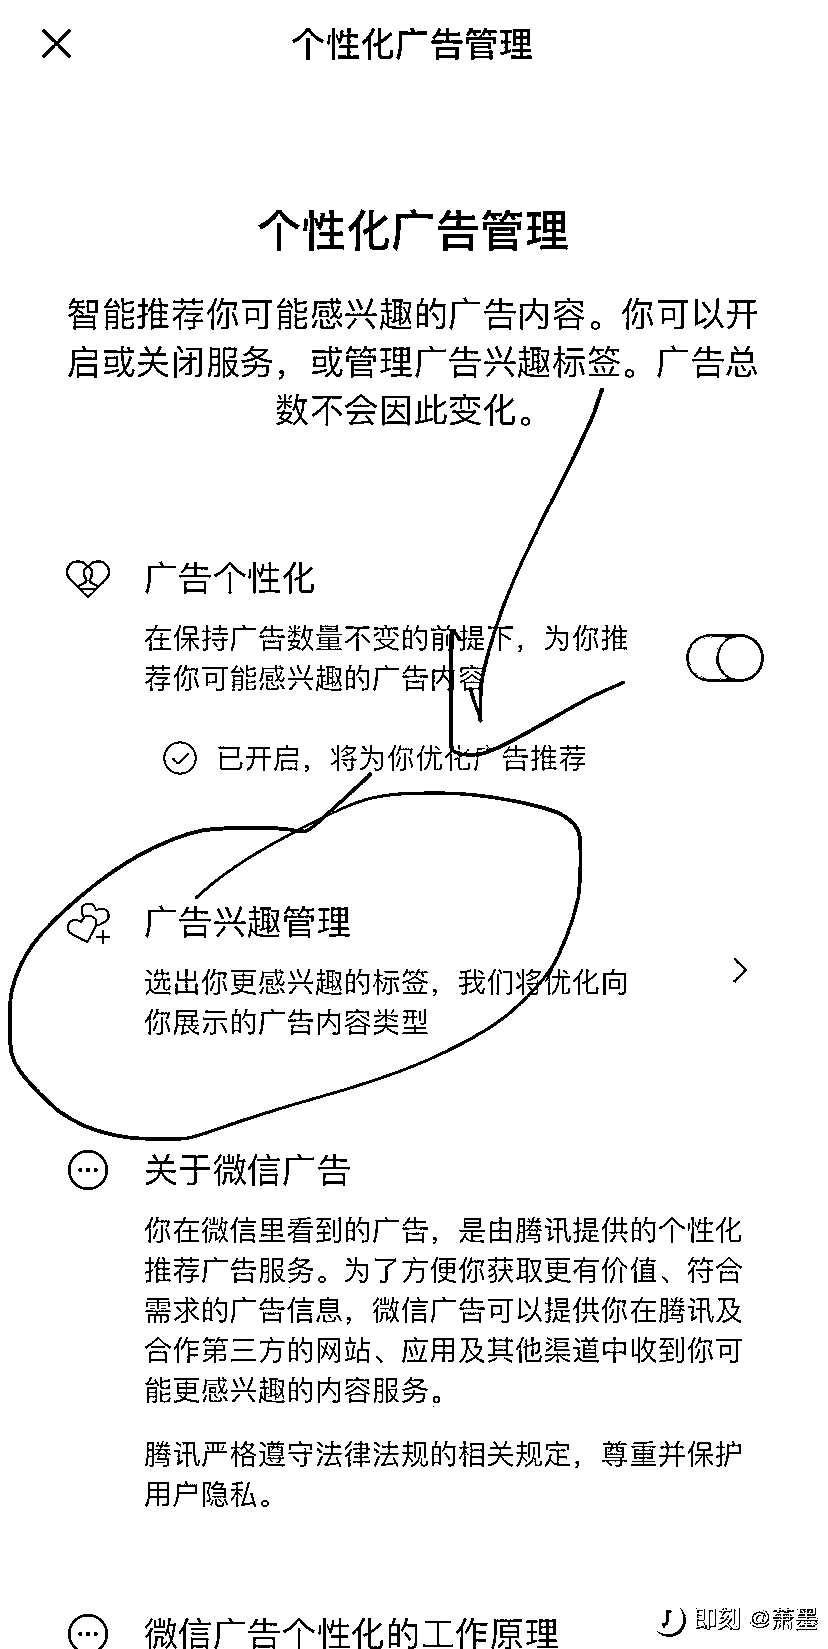 个性化广告管理
个性化广告管理
智能推荐你可能感兴趣的广告内容。你可以开
启或关闭服务，或管理广告兴趣标签。广告总
数不会因此变化。
广告个性化
在保持广告数量不变的前提下，为你推
荐你可能感兴趣的广告内容
已开启，将为你优化广告推荐
广告兴趣管理
选出你更感兴趣的标签，我们将优化向
你展示的广告内容类型
关于微信广告
你在微信里看到的广告，是由腾讯提供的个性化
推荐广告服务。为了方便你获取更有价值、符合
需求的广告信息，微信广告可以提供你在腾讯及
合作第三方的网站、应用及其他渠道中收到你可
能更感兴趣的内容服务。
腾讯严格遵守法律法规的相关规定，尊重并保护
用户隐私。
微信广告个性化的工作原理
即刻 @萧墨